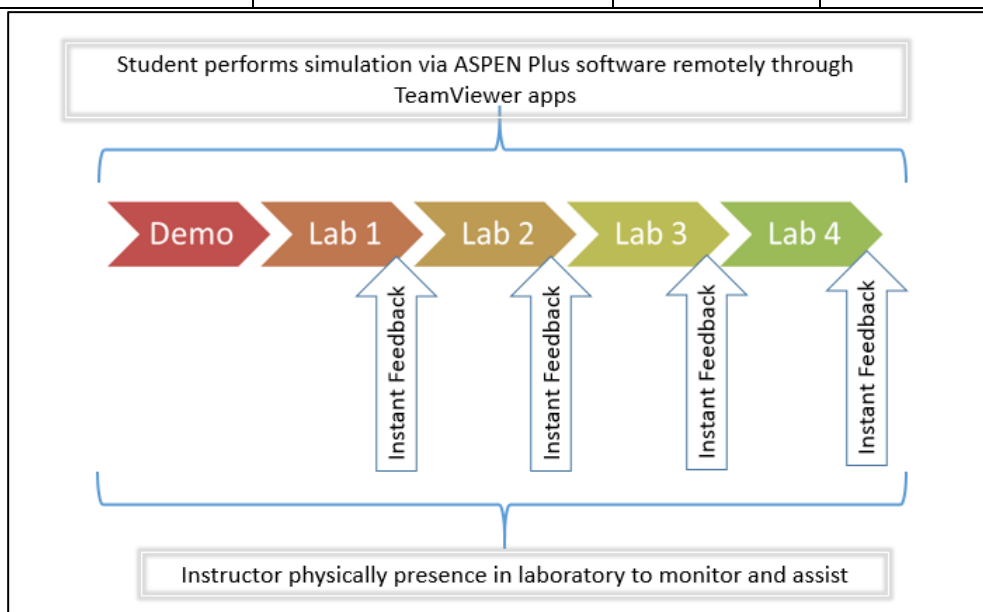 Student performs simulation via ASPEN Plus software remotely through
TeamViewer apps
Demo
Lab 1
Lab 2
Lab 3
Lab 4
Instant Feedback
Instant Feedback
Instant Feedback
Instant Feedback
Instructor physically presence in laboratory to monitor and assist